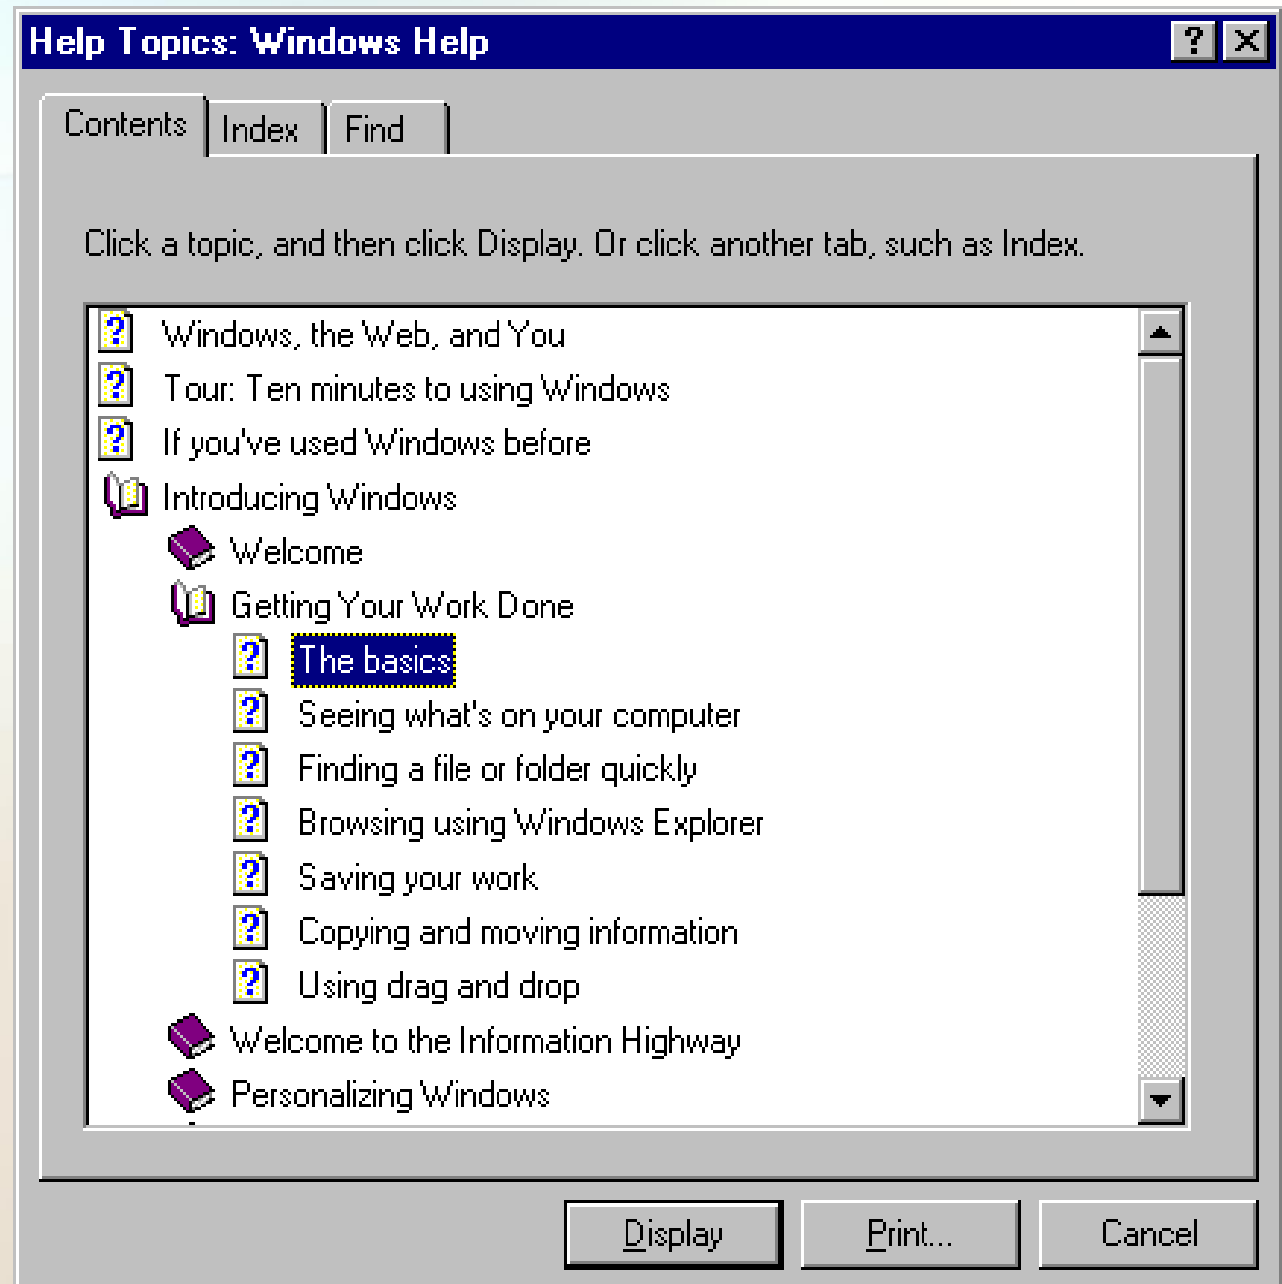 Help Topics: Windows Help
Contents Index Find
Click a topic, and then click Display. Or click another tab, such as Index.
Windows, the Web, and You
Tour: Ten minutes to using Windows
If you've used Windows before
Introducing Windows
Welcome
Getting Your Work Done
The basics
Seeing what's on your computer
Finding a file or folder quickly
Browsing using Windows Explorer
Saving your work
Copying and moving information
Using drag and drop
Welcome to the Information Highway
Personalizing Windows
Display Print... Cancel